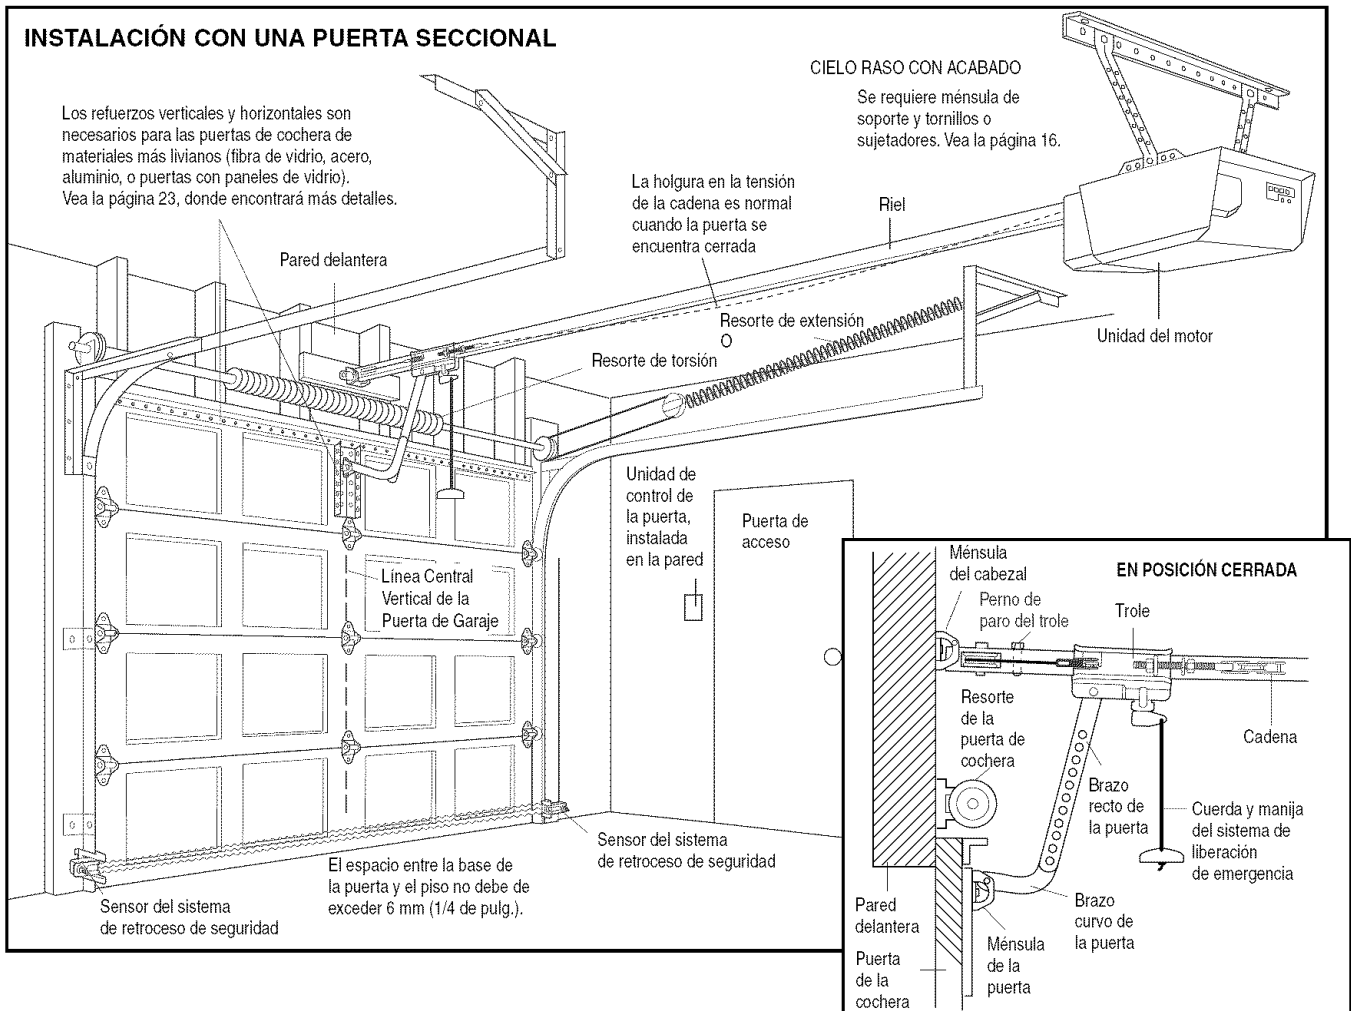 INSTALACIÓN CON UNA PUERTA SECCIONAL
CIELO RASO CON ACABADO
Se requiere ménsula de
soporte y tornillos o
sujetadores. Vea la página 16.
Los refuerzos verticales y horizontales son
necesarios para las puertas de cochera de
materiales más livianos (fibra de vidrio, acero,
aluminio, o puertas con paneles de vidrio).
Vea la página 23, donde encontrará más detalles.
La holgura en la tensión
de la cadena es normal
cuando la puerta se
encuentra cerrada
Riel
Pared delantera
Resorte de extensión
O
Resorte de torsión
Unidad del motor
Unidad de
control de
la puerta,
instalada
en la pared
Puerta de
acceso
Línea Central
Vertical de la
Puerta de Garaje
Sensor del sistema
de retroceso de seguridad
El espacio entre la base de
la puerta y el piso no debe de
exceder 6 mm (1/4 de pulg.).
Sensor del sistema
de retroceso de seguridad
EN POSICIÓN CERRADA
Ménsula
del cabezal
Perno de
paro del trole
Trole
Resorte
de la
puerta de
cochera
Cadena
Brazo
recto de
la puerta
Cuerda y manija
del sistema de
liberación
de emergencia
Pared
delantera
Brazo
curvo de
la puerta
Ménsula
de la
puerta
Puerta
de la
cochera